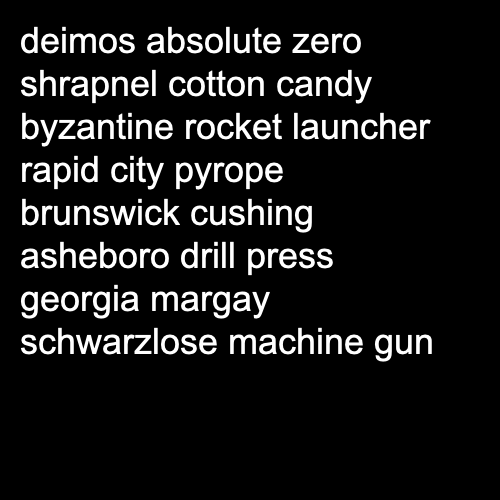 deimos absolute zero
shrapnel cotton candy
byzantine rocket launcher
rapid city pyrope
brunswick cushing
asheboro drill press
georgia margay
schwarzlose machine gun